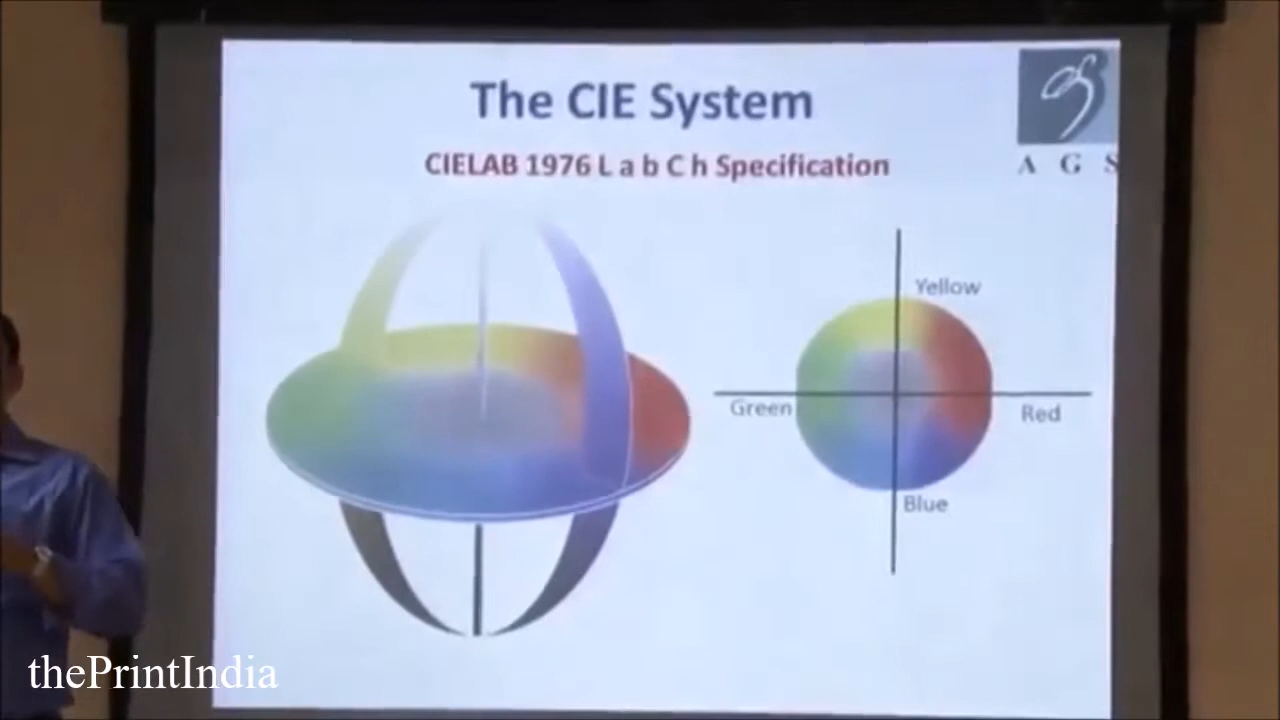 The CIE System
CIELAB 1976 L a b C h Specification
A G S
Yellow
Green
Red
Blue
thePrintIndia